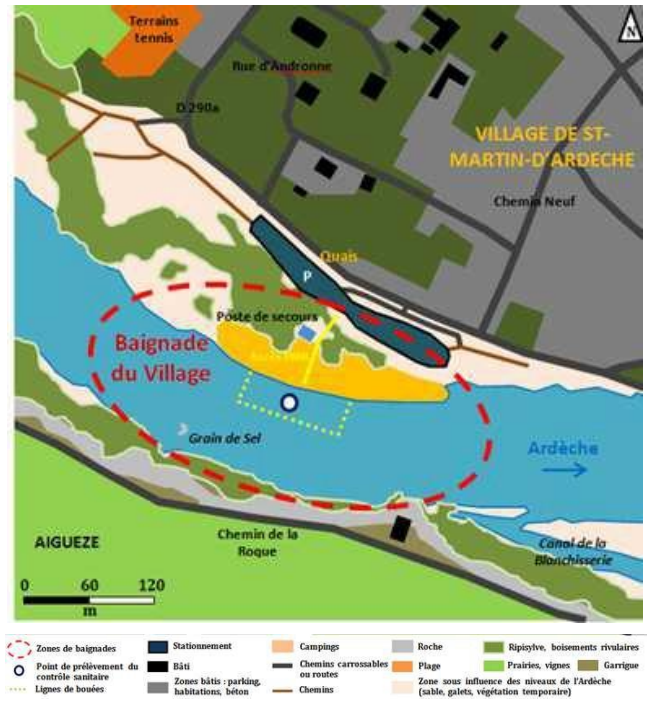 Terrains
tennis
N
Rue d'Andronne
D 290a
VILLAGE DE ST-
MARTIN-D'ARDECHE
Chemin Neuf
Quais
P
Poste de secours
Baignade
du Village
Grain de Sel
Ardèche
AIGUEZE
Chemin de la
Roque
Canal de la
Blanchisserie
0 60 120
m
Zones de baignades
Point de prélèvement du
contrôle sanitaire
Lignes de bouées
Stationnement
Bâti
Zones bâtis : parking,
habitations, béton
Campings
Chemins carrossables
ou routes
Chemins
Roche
Plage
Zone sous influence des niveaux de l'Ardèche
(sable, galets, végétation temporaire)
Ripisylve, boisements rivulaires
Prairies, vignes
Garrigue